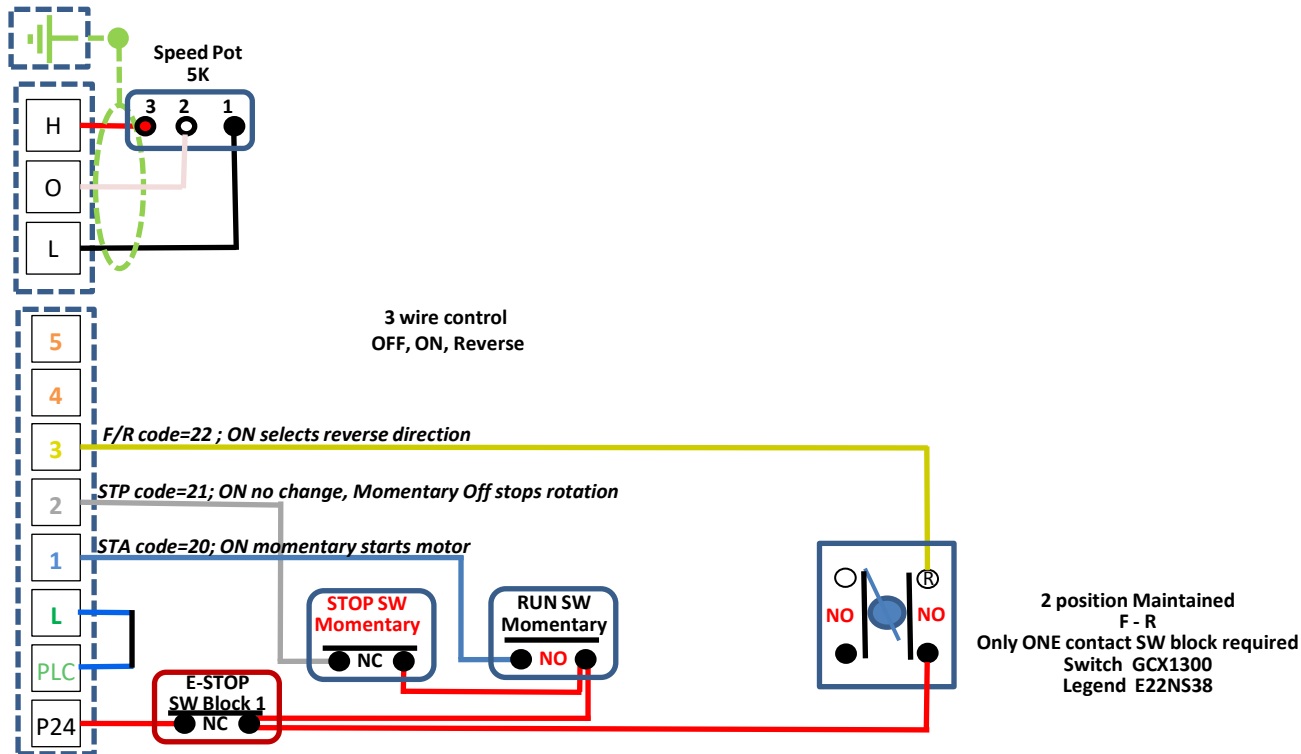 Speed Pot
5K
3 2 1
H
O
L
3 wire control
OFF, ON, Reverse
5
4
3
F/R code=22 ; ON selects reverse direction
2
STP code=21; ON no change, Momentary Off stops rotation
1
STA code=20; ON momentary starts motor
L
PLC
P24
STOP SW
Momentary
NC
RUN SW
Momentary
NO
E-STOP
SW Block 1
NC
R
NO NO
2 position Maintained
F - R
Only ONE contact SW block required
Switch GCX1300
Legend E22NS38